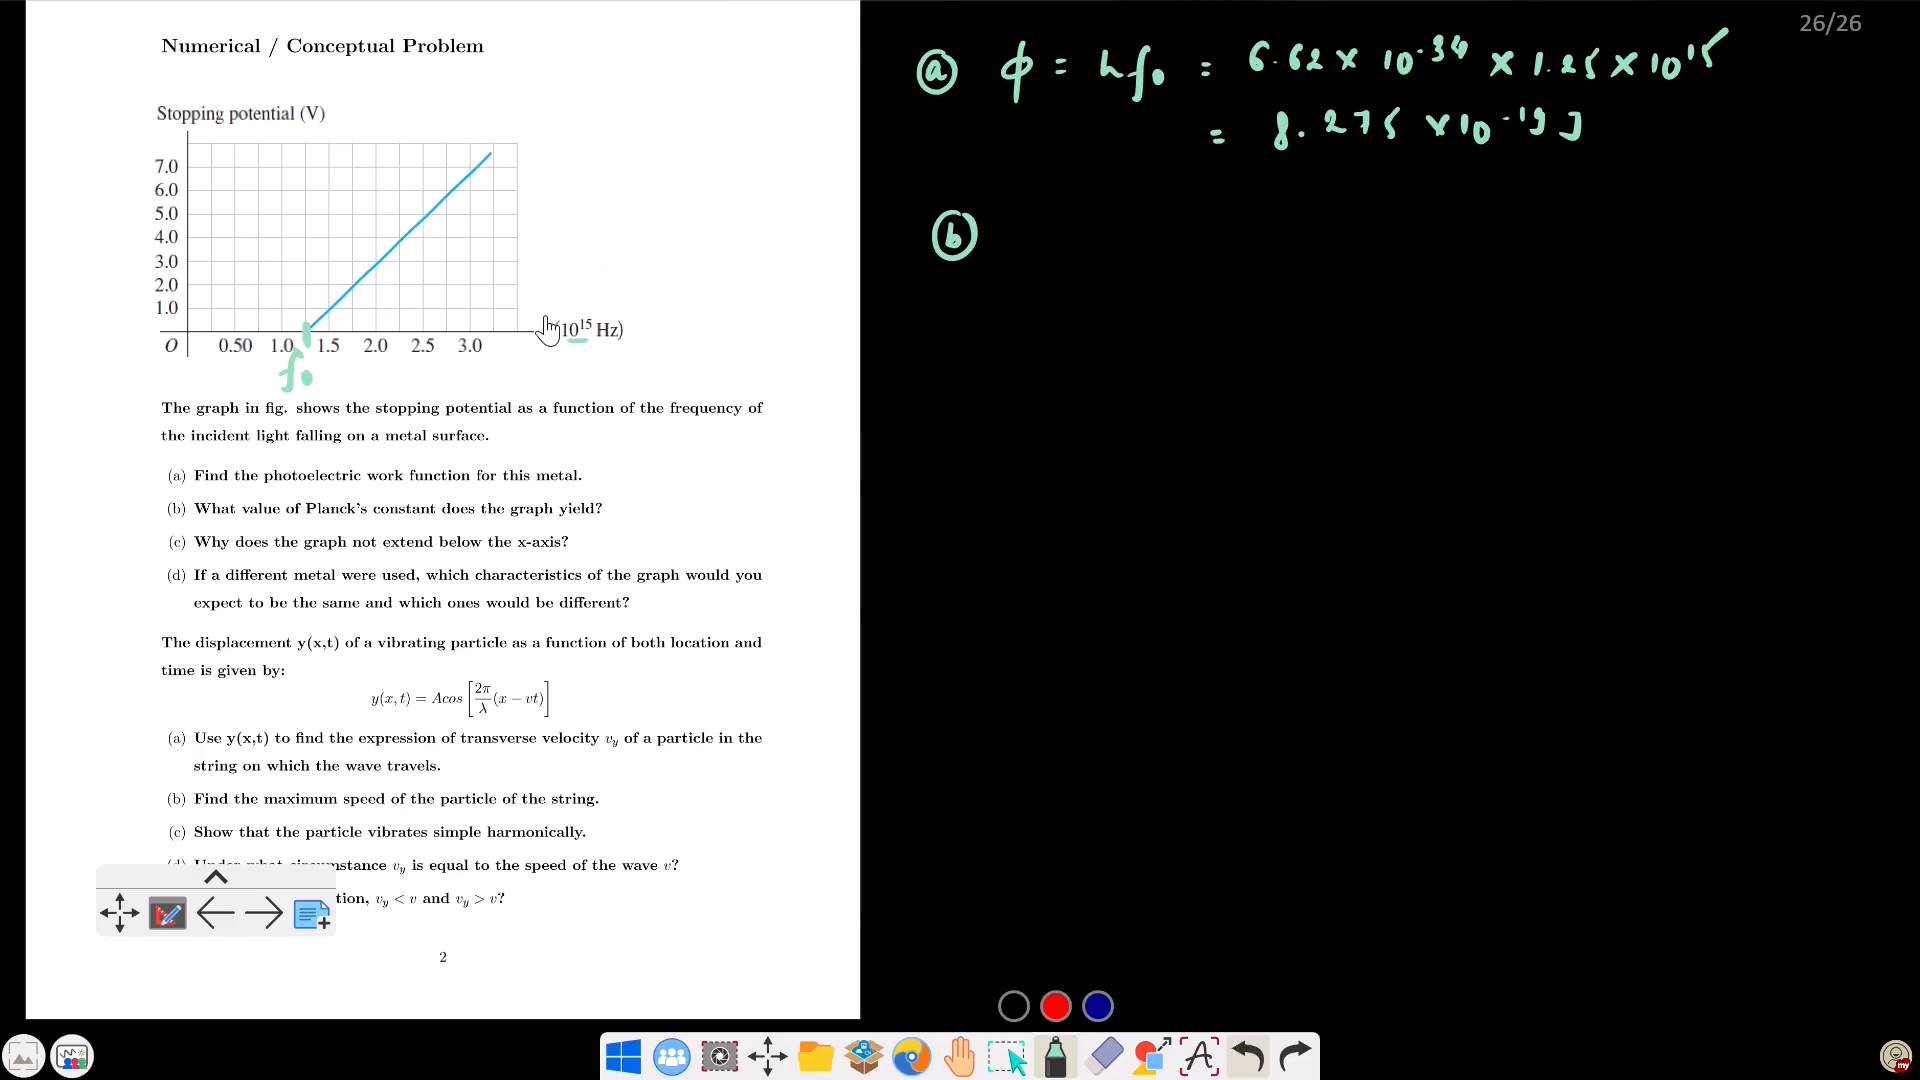 26/26
Numerical / Conceptual Problem
Stopping potential (V)
7.0
6.0
5.0
4.0
3.0
2.0
1.0
O 0.50 1.0 1.5 2.0 2.5 3.0
(10¹⁵ Hz)
f₀
The graph in fig. shows the stopping potential as a function of the frequency of
the incident light falling on a metal surface.
(a) Find the photoelectric work function for this metal.
(b) What value of Planck's constant does the graph yield?
(c) Why does the graph not extend below the x-axis?
(d) If a different metal were used, which characteristics of the graph would you
expect to be the same and which ones would be different?
The displacement y(x,t) of a vibrating particle as a function of both location and
time is given by:
y(x, t) = Acos [2π/λ (x − vt)]
(a) Use y(x,t) to find the expression of transverse velocity v_y of a particle in the
string on which the wave travels.
(b) Find the maximum speed of the particle of the string.
(c) Show that the particle vibrates simple harmonically.
v_y is equal to the speed of the wave v?
v_y < v and v_y > v?
2
(a) ϕ = hf₀ = 6.62 × 10⁻³⁴ × 1.25 × 10¹⁵
= 8.275 × 10⁻¹⁹ J
(b)